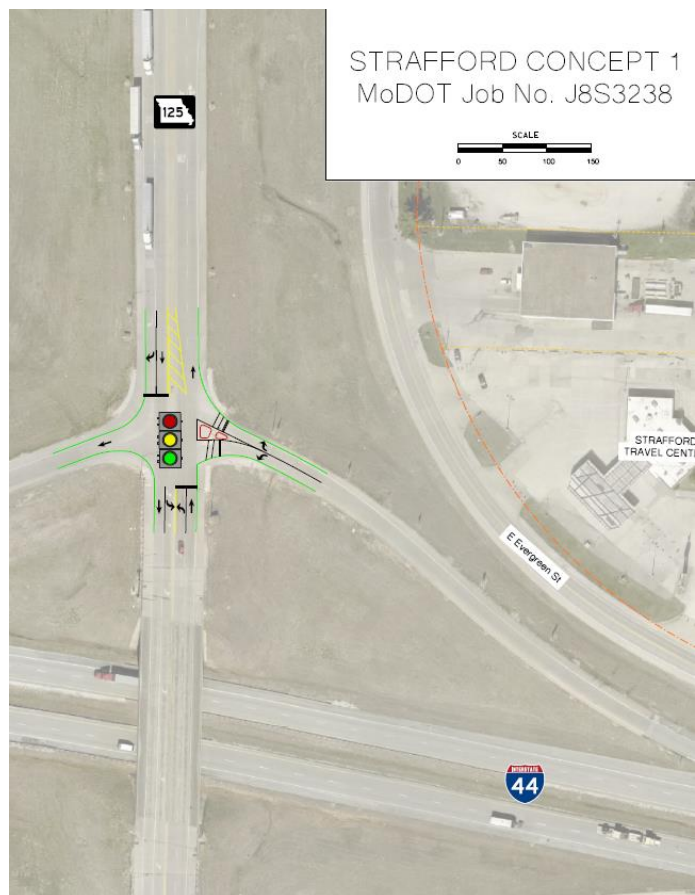 STRAFFORD CONCEPT 1
MoDOT Job No. J8S3238
SCALE
0 50 100 150
125
STRAFFORD
TRAVEL CENT
E Evergreen St
INTERSTATE
44